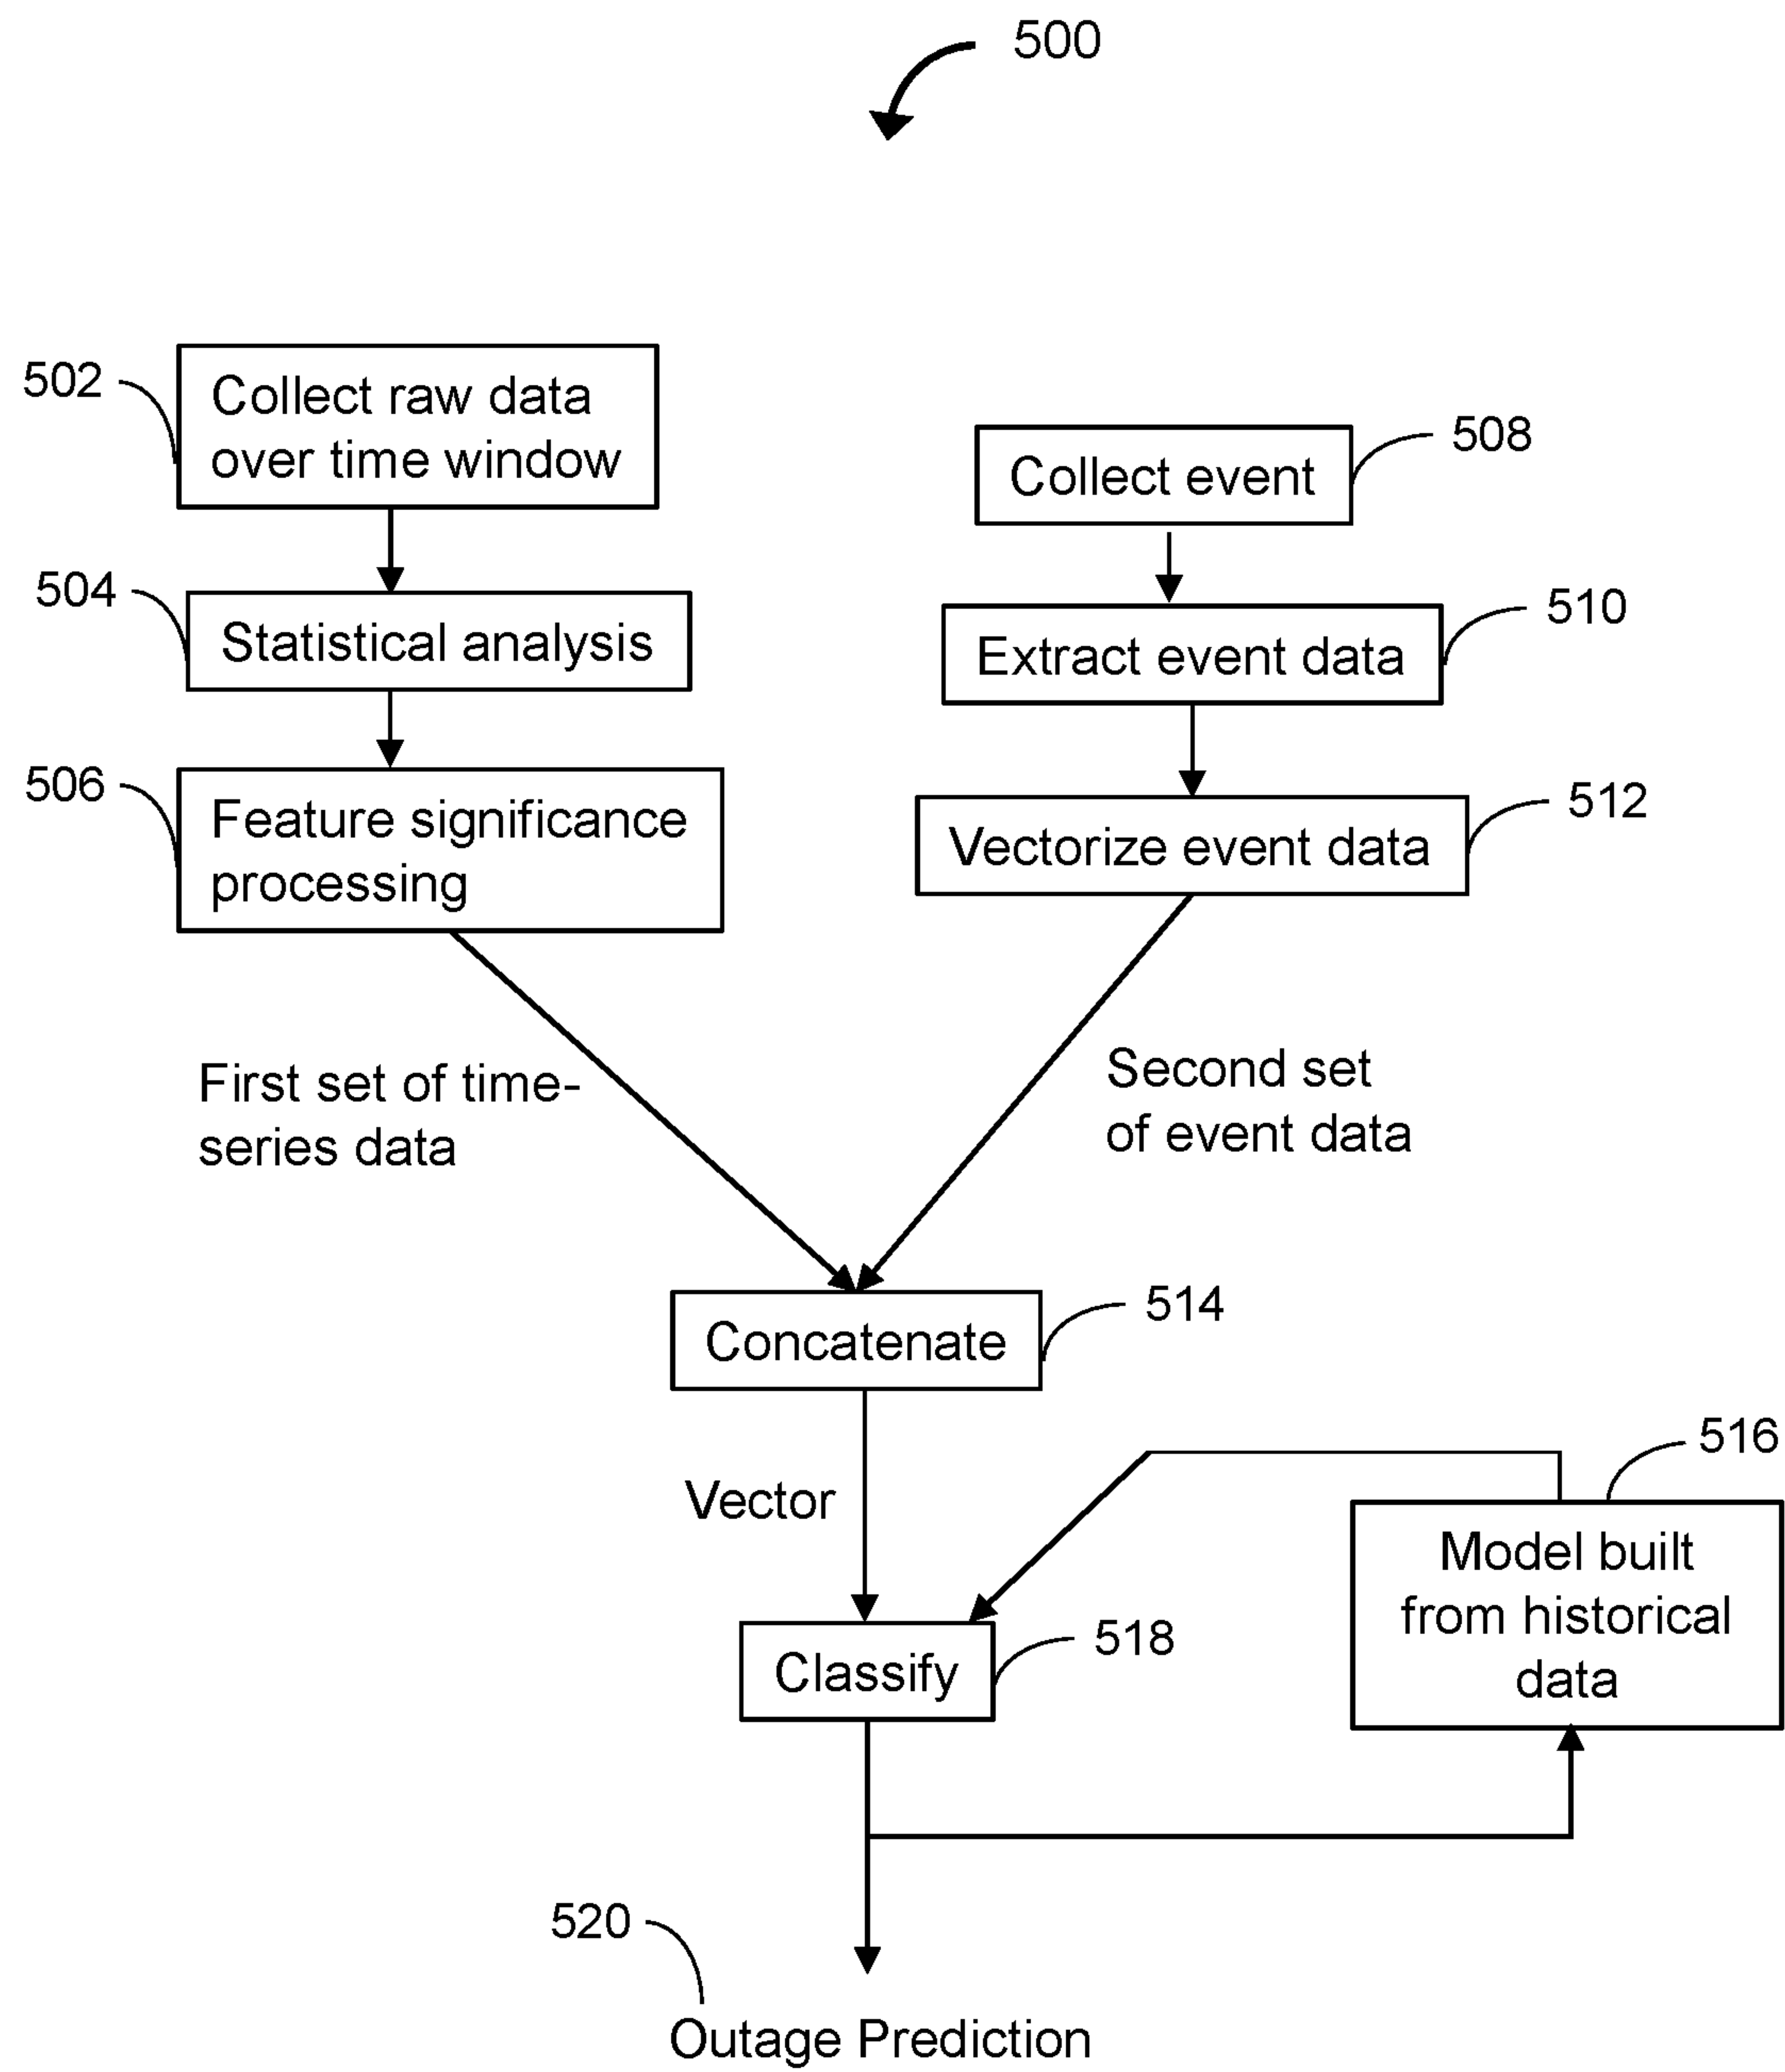 500
502
Collect raw data
over time window
504
Statistical analysis
506
Feature significance
processing
508
Collect event
510
Extract event data
512
Vectorize event data
First set of time-
series data
Second set
of event data
514
Concatenate
Vector
516
Model built
from historical
data
518
Classify
520
Outage Prediction